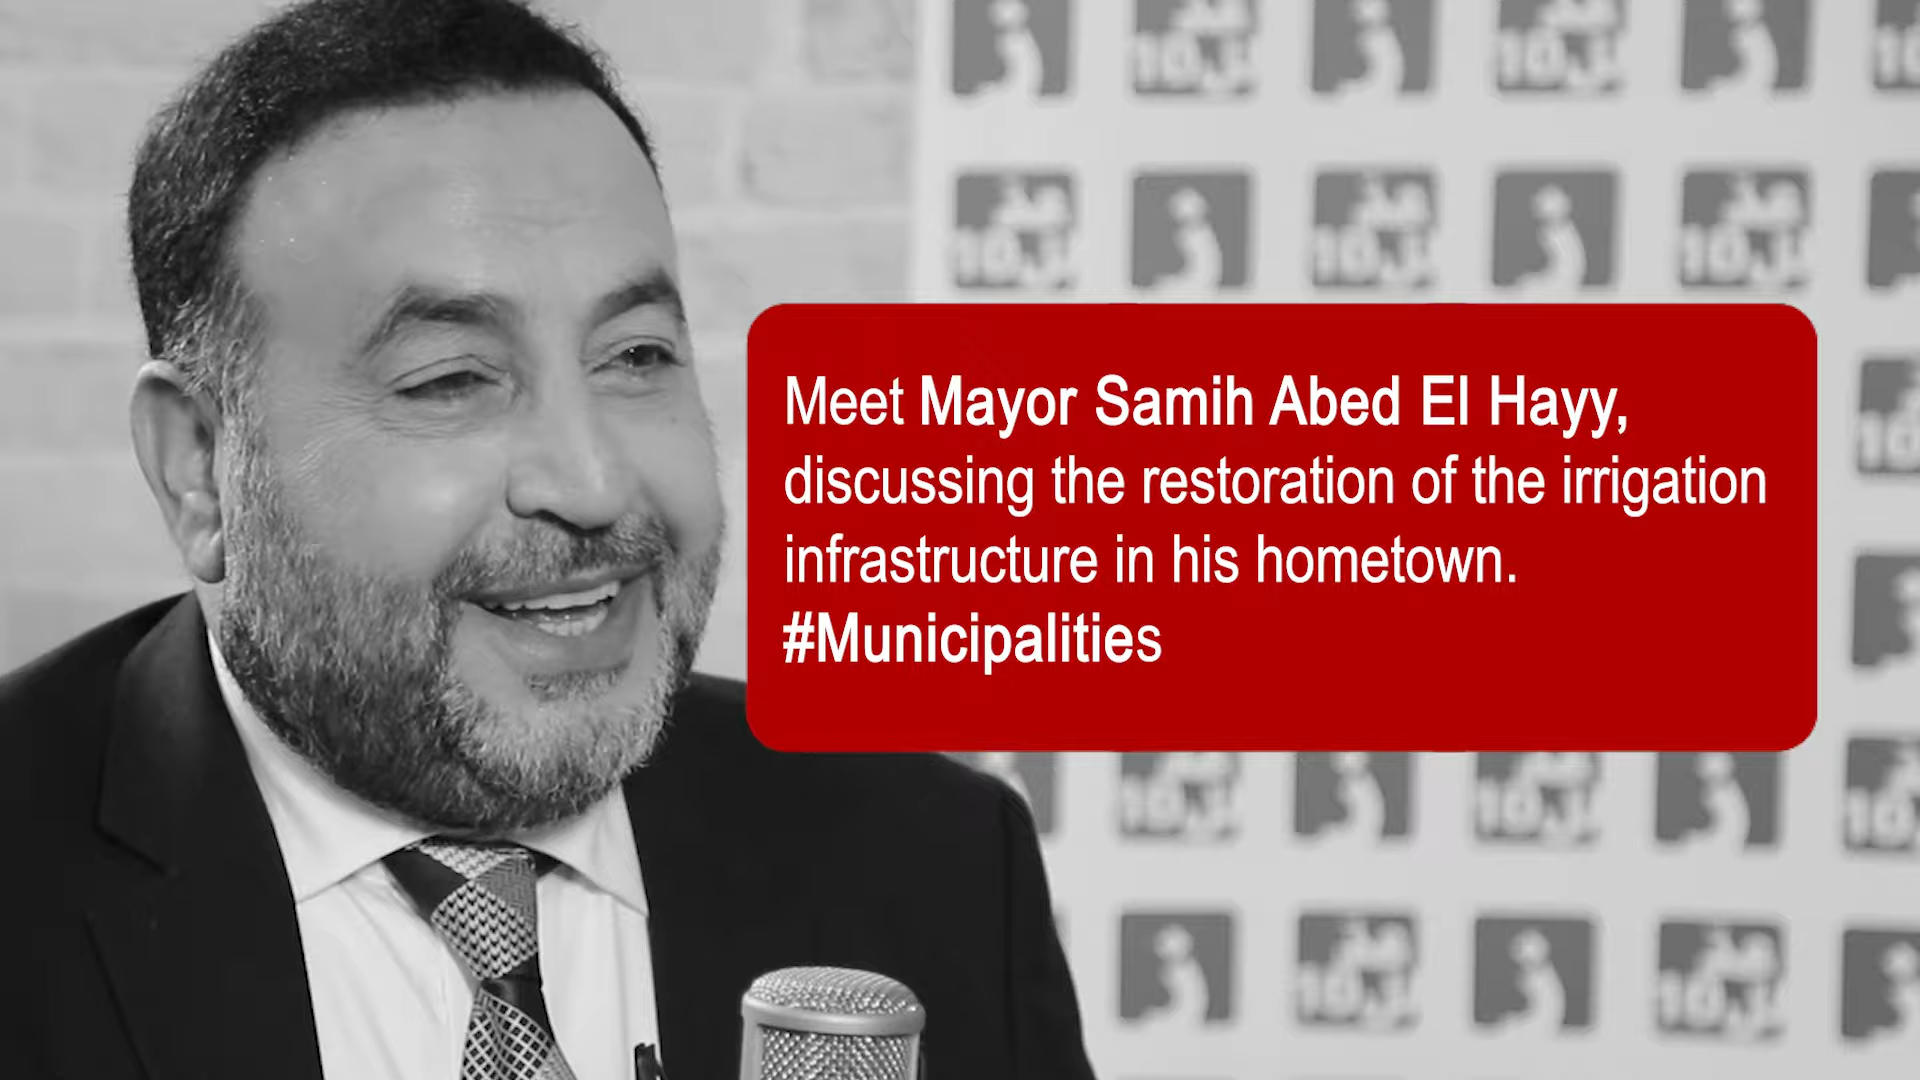 Meet Mayor Samih Abed El Hayy,
discussing the restoration of the irrigation
infrastructure in his hometown.
#Municipalities